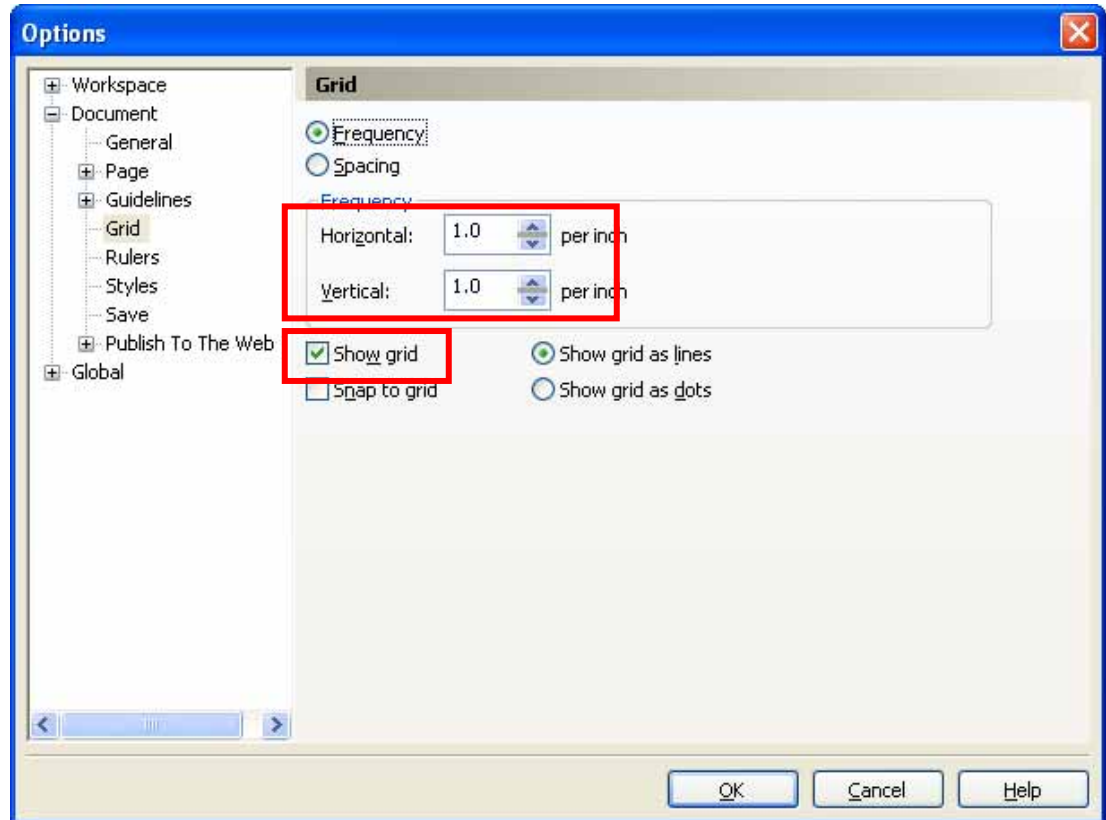 Options
Workspace
Document
General
Page
Guidelines
Grid
Rulers
Styles
Save
Publish To The Web
Global
Grid
Frequency
Spacing
Frequency
Horizontal: 1.0 per inch
Vertical: 1.0 per inch
Show grid Show grid as lines
Snap to grid Show grid as dots
OK Cancel Help